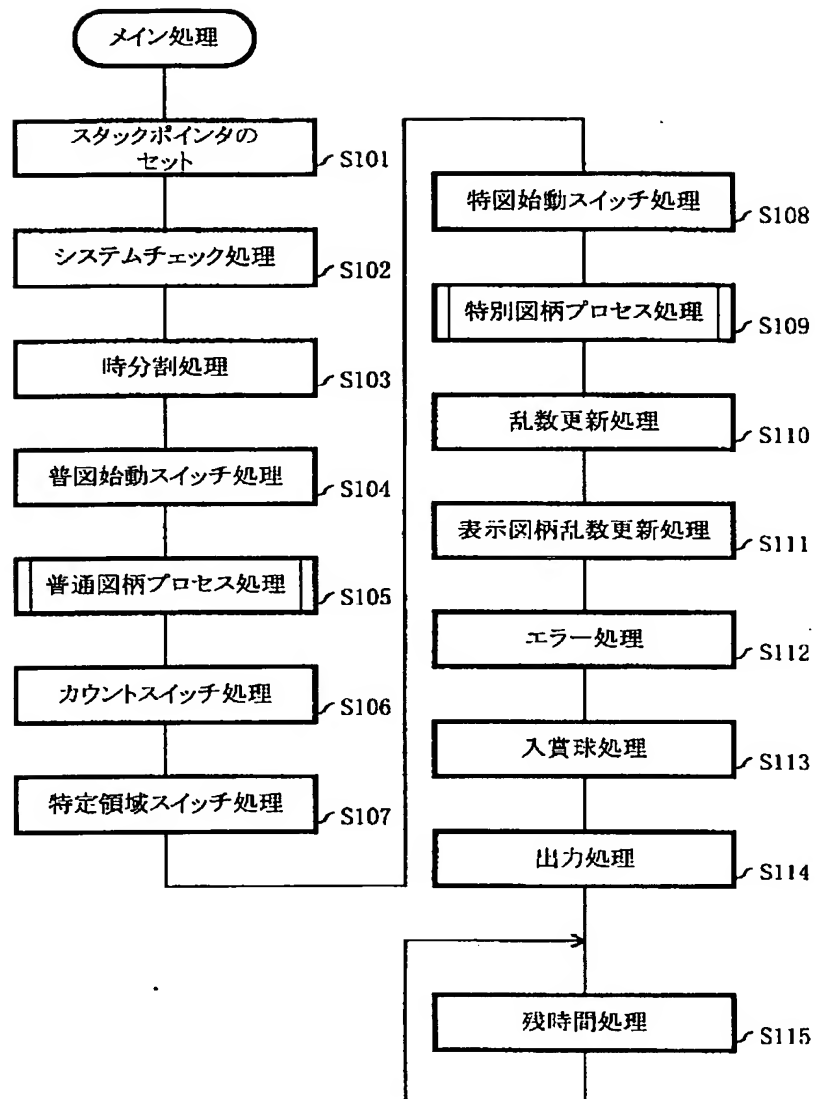 メイン処理
スタックポインタの
セット
S101
システムチェック処理
S102
時分割処理
S103
普図始動スイッチ処理
S104
普通図柄プロセス処理
S105
カウントスイッチ処理
S106
特定領域スイッチ処理
S107
特図始動スイッチ処理
S108
特別図柄プロセス処理
S109
乱数更新処理
S110
表示図柄乱数更新処理
S111
エラー処理
S112
入賞球処理
S113
出力処理
S114
残時間処理
S115